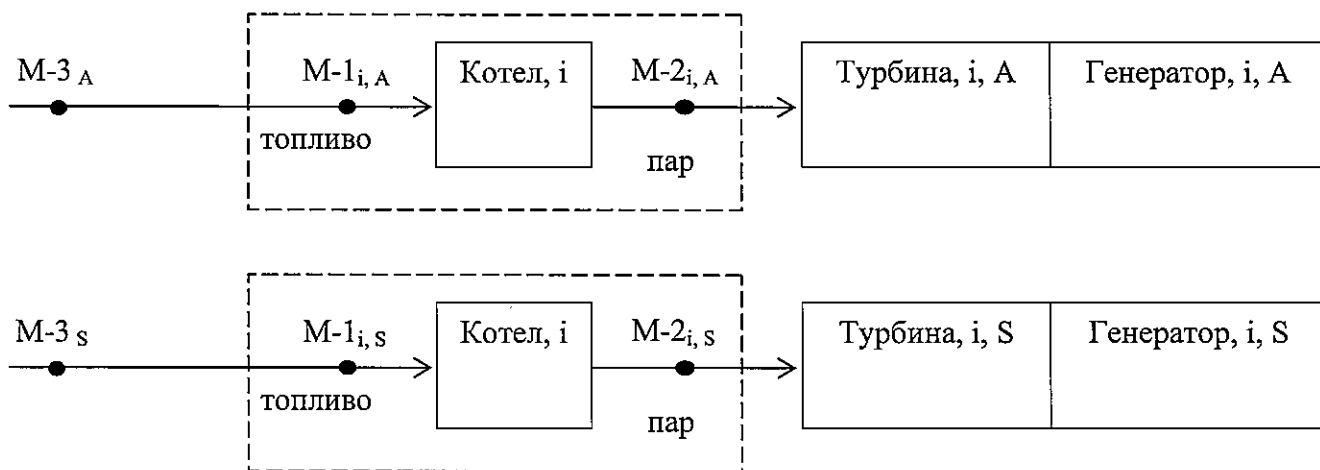 М-3 A
М-1i, A
Котел, i
М-2i, A
Турбина, i, A
Генератор, i, A
топливо
пар
М-3 S
М-1i, S
Котел, i
М-2i, S
Турбина, i, S
Генератор, i, S
топливо
пар